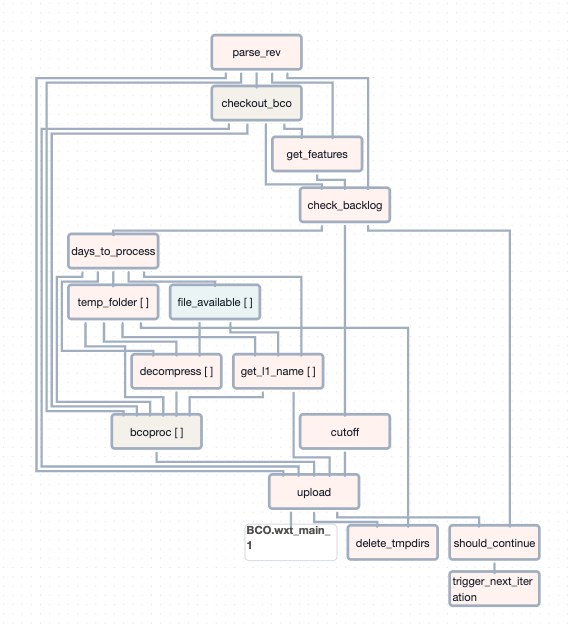 parse_rev
checkout_bco
get_features
check_backlog
days_to_process
temp_folder [ ]
file_available [ ]
decompress [ ]
get_l1_name [ ]
bcoproc [ ]
cutoff
upload
BCO.wxt_main_
1
delete_tmpdirs
should_continue
trigger_next_iter
ation